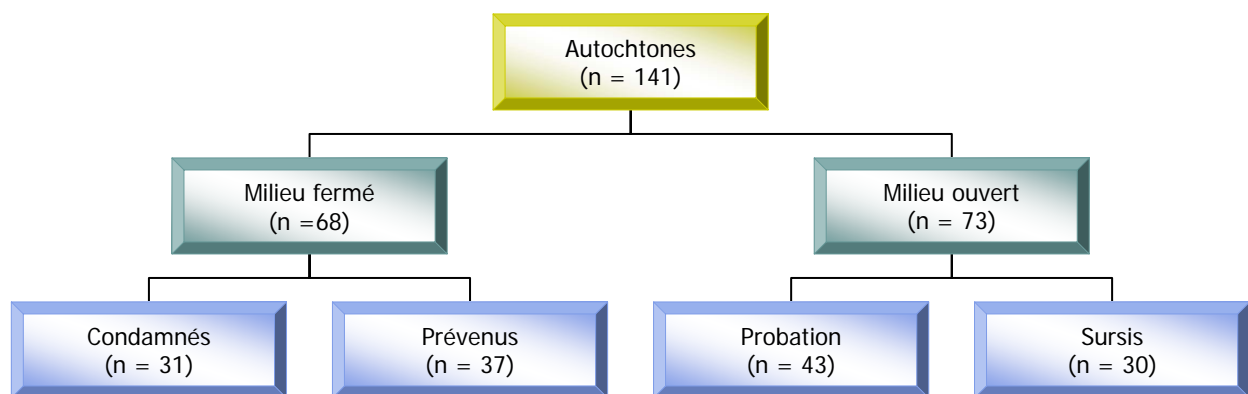 Autochtones
(n = 141)
Milieu fermé
(n =68)
Milieu ouvert
(n = 73)
Condamnés
(n = 31)
Prévenus
(n = 37)
Probation
(n = 43)
Sursis
(n = 30)